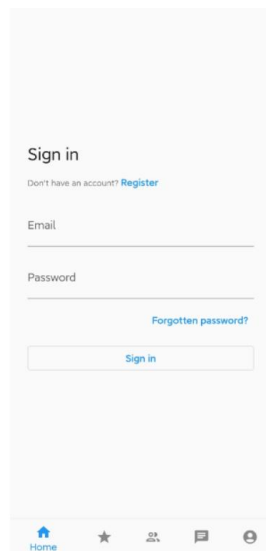 Sign in
Don't have an account? Register
Email
Password
Forgotten password?
Sign in
Home